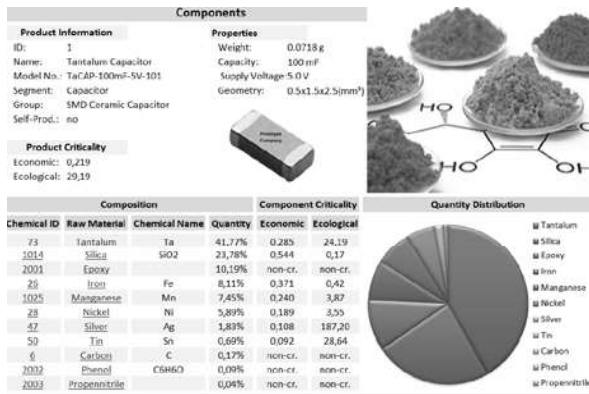 Components
Product Information
ID: 1
Name: Tantalum Capacitor
Model No.: TaCAP-100mF-5V-101
Segment: Capacitor
Group: SMD Ceramic Capacitor
Self-Prod.: no
Properties
Weight: 0.0718 g
Capacity: 100 mF
Supply Voltage: 5.0 V
Geometry: 0.5x1.5x2.5(mm³)
Prototype
Company
Product Criticality
Economic: 0,219
Ecological: 29,19
HO
HO
OH
O
Composition Component Criticality Quantity Distribution
Chemical ID Raw Material Chemical Name Quantity Economic Ecological
73 Tantalum Ta 41,77% 0.285 24,19
1014 Silica SiO2 23,78% 0,544 0,17
2001 Epoxy 10,19% non-cr. non-cr.
26 Iron Fe 8,11% 0,371 0,42
1025 Manganese Mn 7,45% 0,240 3,87
28 Nickel Ni 5,89% 0,189 3,55
47 Silver Ag 1,83% 0,108 187,20
50 Tin Sn 0,69% 0,092 28,64
6 Carbon C 0,17% non-cr. non-cr.
2002 Phenol C6H6O 0,09% non-cr. non-cr.
2003 Propennitrile 0,04% non-cr. non-cr.
Tantalum
Silica
Epoxy
Iron
Manganese
Nickel
Silver
Tin
Carbon
Phenol
Propennitrile